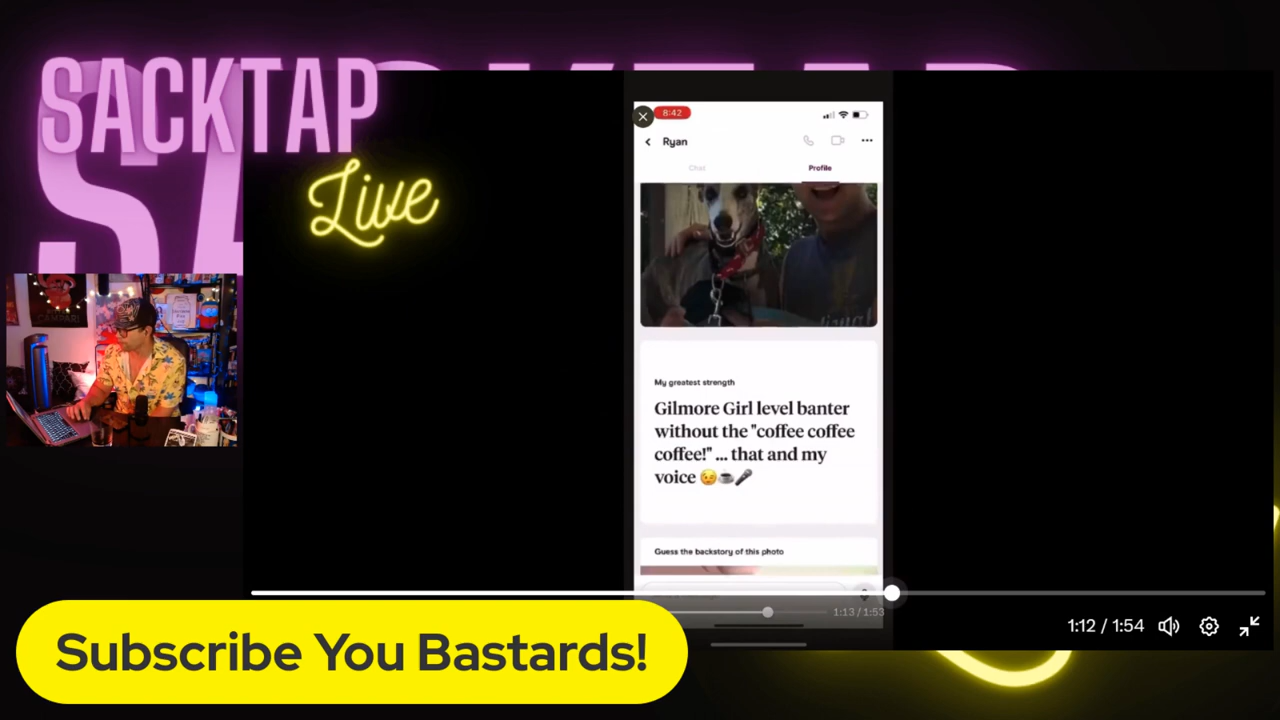 SACKTAP
Live
8:42
Ryan
Chat
Profile
My greatest strength
Gilmore Girl level banter
without the "coffee coffee
coffee!" ... that and my
voice 😉☕🎤
Guess the backstory of this photo
1:13 / 1:53
1:12 / 1:54
Subscribe You Bastards!
CAMPARI